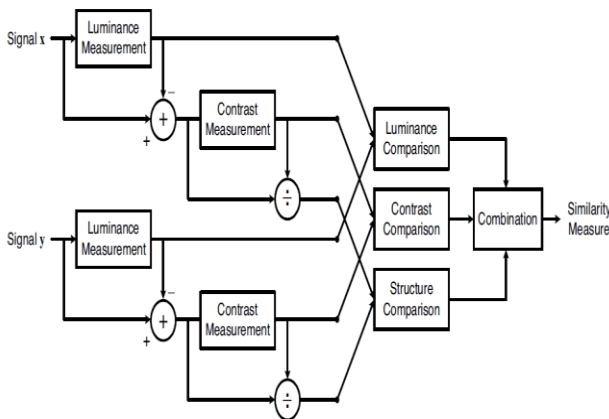 Signal x
Luminance
Measurement
−
+
+
Contrast
Measurement
÷
Signal y
Luminance
Measurement
−
+
+
Contrast
Measurement
÷
Luminance
Comparison
Contrast
Comparison
Structure
Comparison
Combination
Similarity
Measure